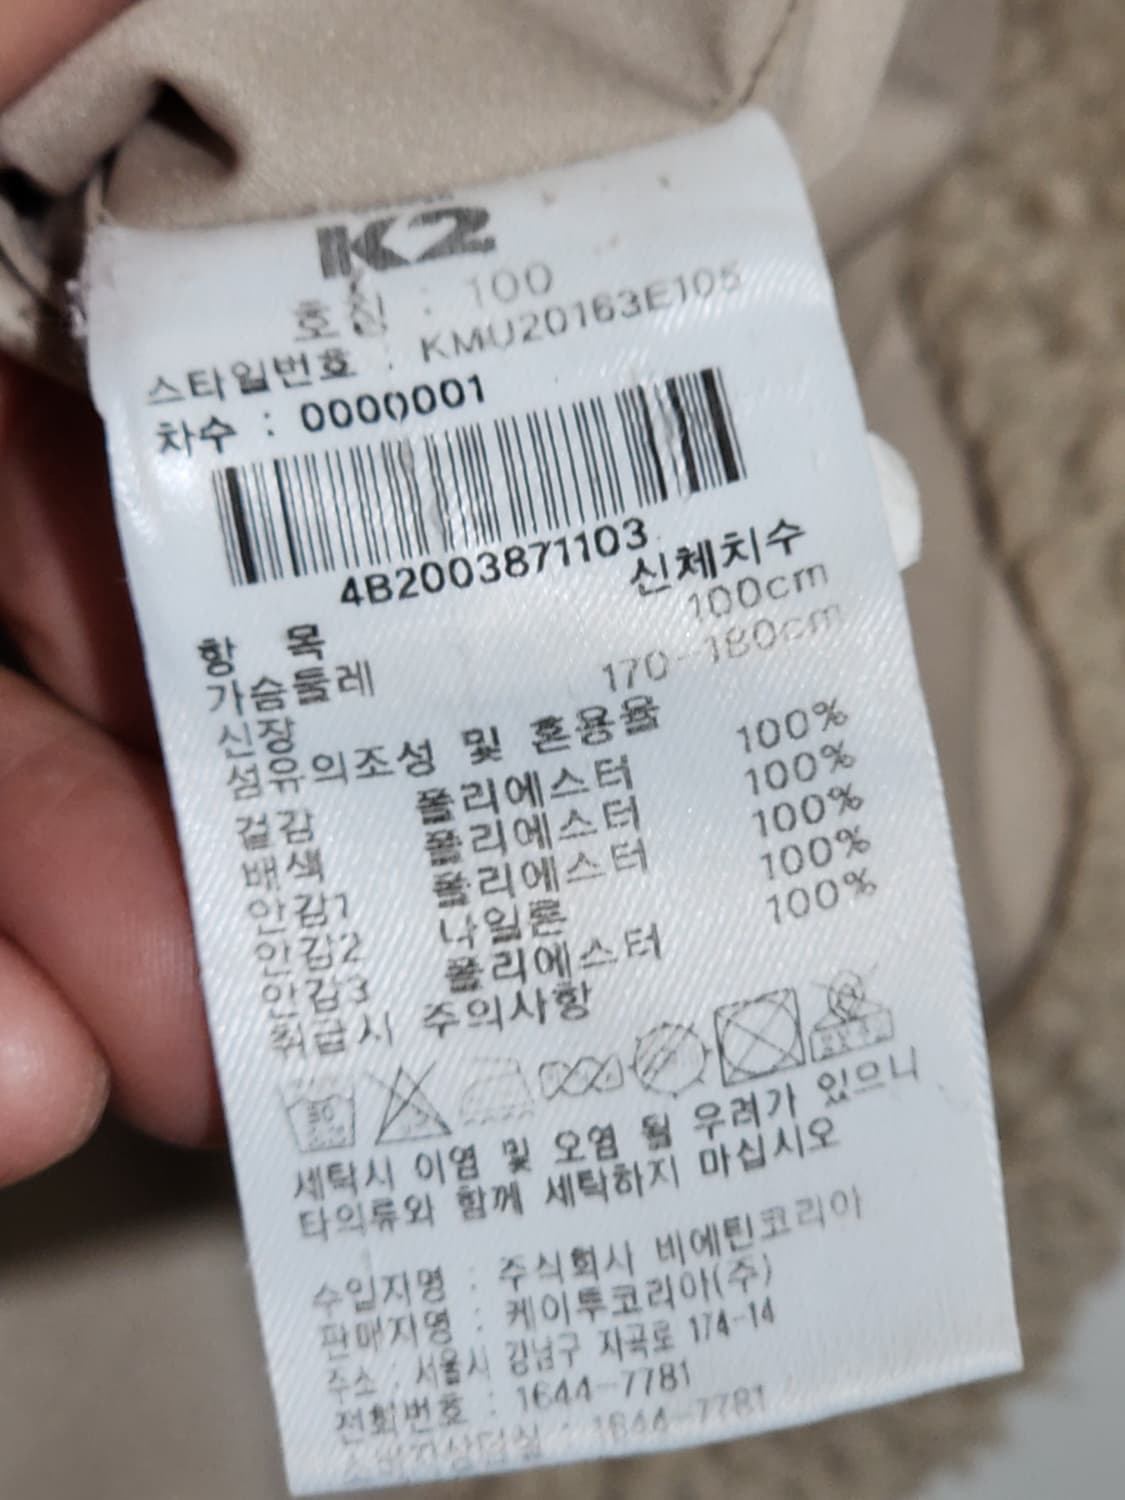 K2
호칭 : 100
스타일번호 : KMU20163E105
차수 : 0000001
4B2003871103
항 목 신체치수
가슴둘레 100cm
신장 170-180cm
섬유의조성 및 혼용율
겉감 폴리에스터 100%
배색 폴리에스터 100%
안감1 폴리에스터 100%
안감2 나일론 100%
안감3 폴리에스터 100%
취급시 주의사항
세탁시 이염 및 오염 될 우려가 있으니
타의류와 함께 세탁하지 마십시오
수입자명 : 주식회사 비에틴코리아
판매자명 : 케이투코리아(주)
주소 : 서울시 강남구 자곡로 174-14
전화번호 : 1644-7781
소비자상담실 : 1644-7781